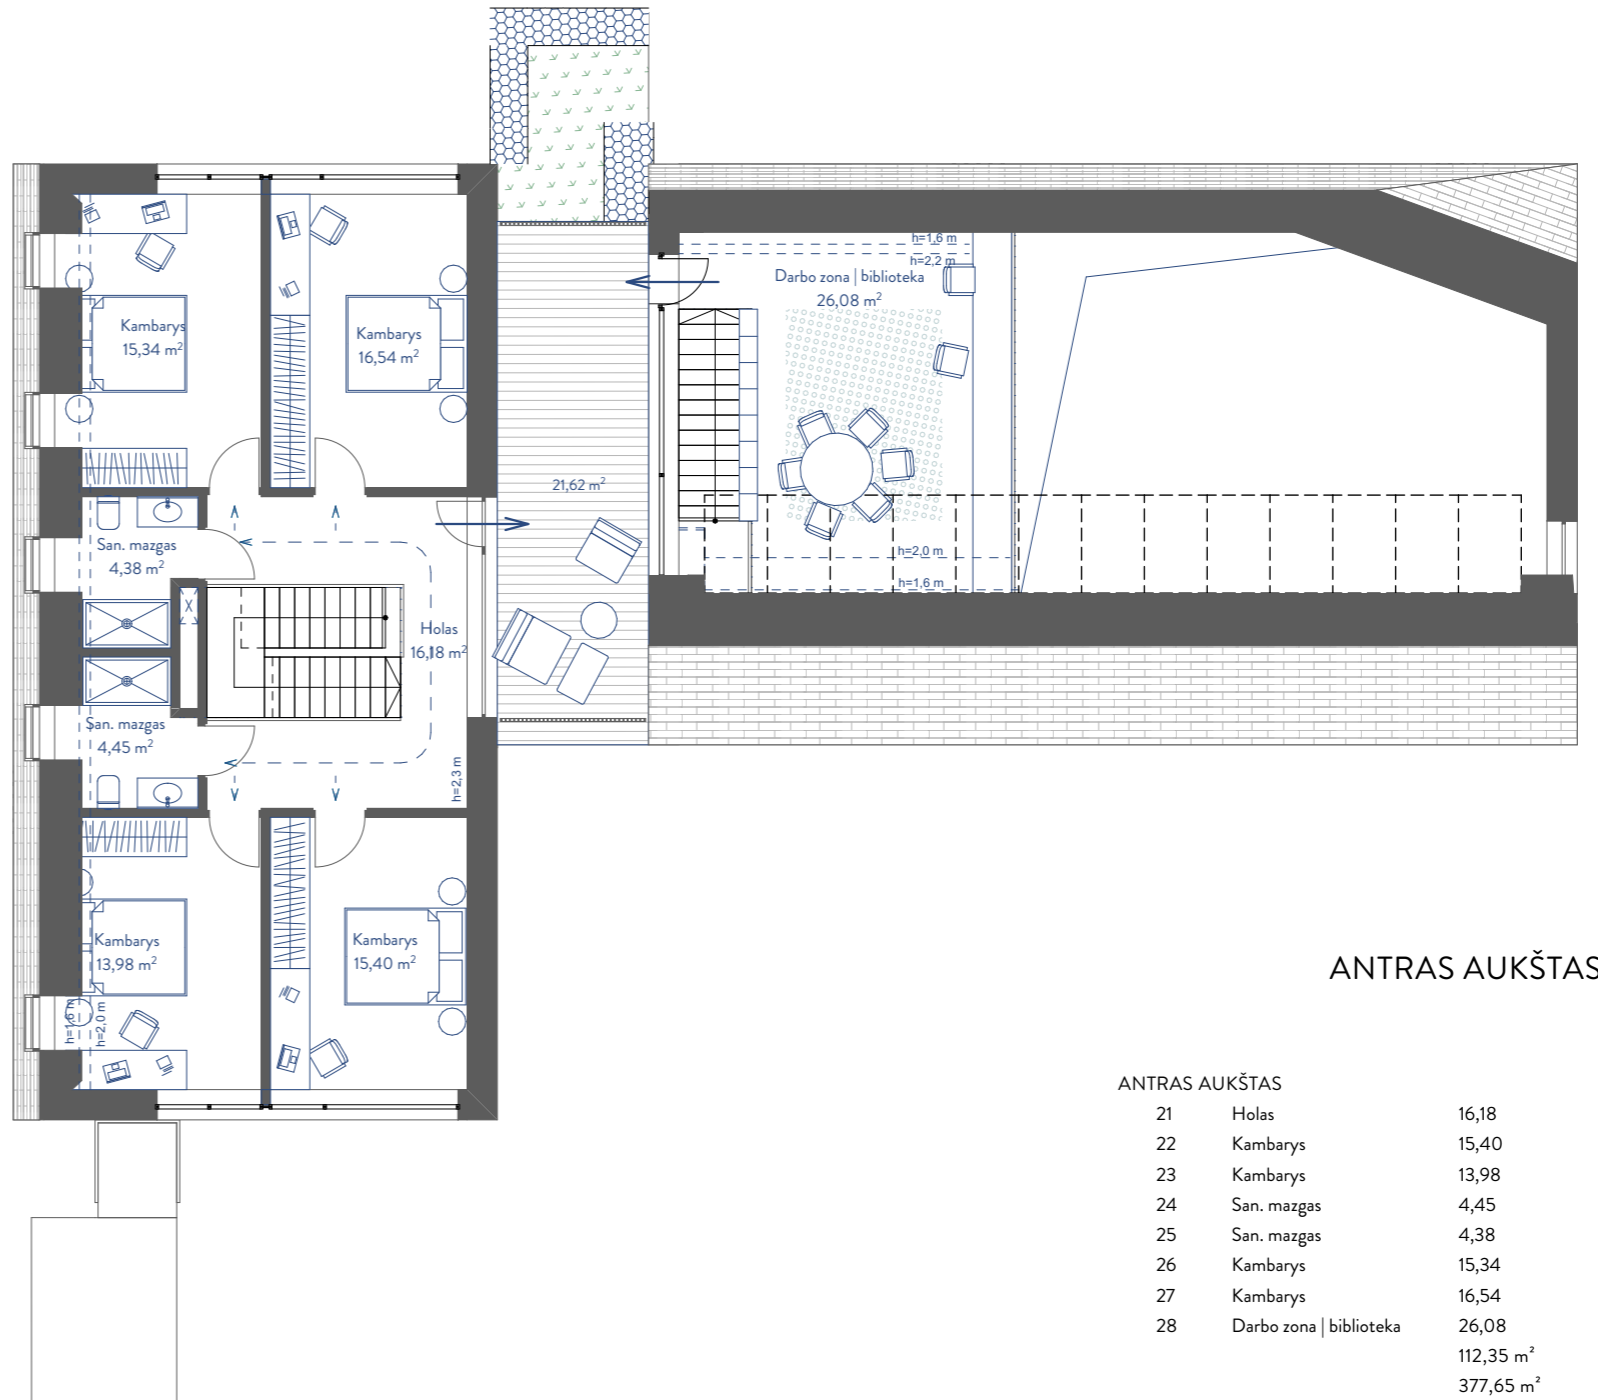 h=1,6 m
h=2,2 m
Darbo zona | biblioteka
26,08 m²
Kambarys
15,34 m²
Kambarys
16,54 m²
21,62 m²
San. mazgas
4,38 m²
h=2,0 m
h=1,6 m
Holas
16,18 m²
San. mazgas
4,45 m²
h=2,3 m
Kambarys
13,98 m²
Kambarys
15,40 m²
h=1,6 m
h=2,0 m
ANTRAS AUKŠTAS
ANTRAS AUKŠTAS
21 Holas 16,18
22 Kambarys 15,40
23 Kambarys 13,98
24 San. mazgas 4,45
25 San. mazgas 4,38
26 Kambarys 15,34
27 Kambarys 16,54
28 Darbo zona | biblioteka 26,08
112,35 m²
377,65 m²